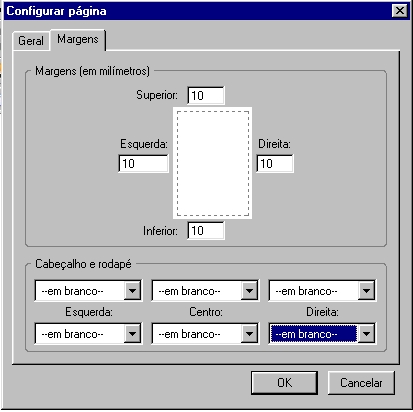 Configurar página
Geral Margens
Margens (em milímetros)
Superior: 10
Esquerda: Direita:
10 10
Inferior: 10
Cabeçalho e rodapé
--em branco-- --em branco-- --em branco--
Esquerda: Centro: Direita:
--em branco-- --em branco-- --em branco--
OK Cancelar